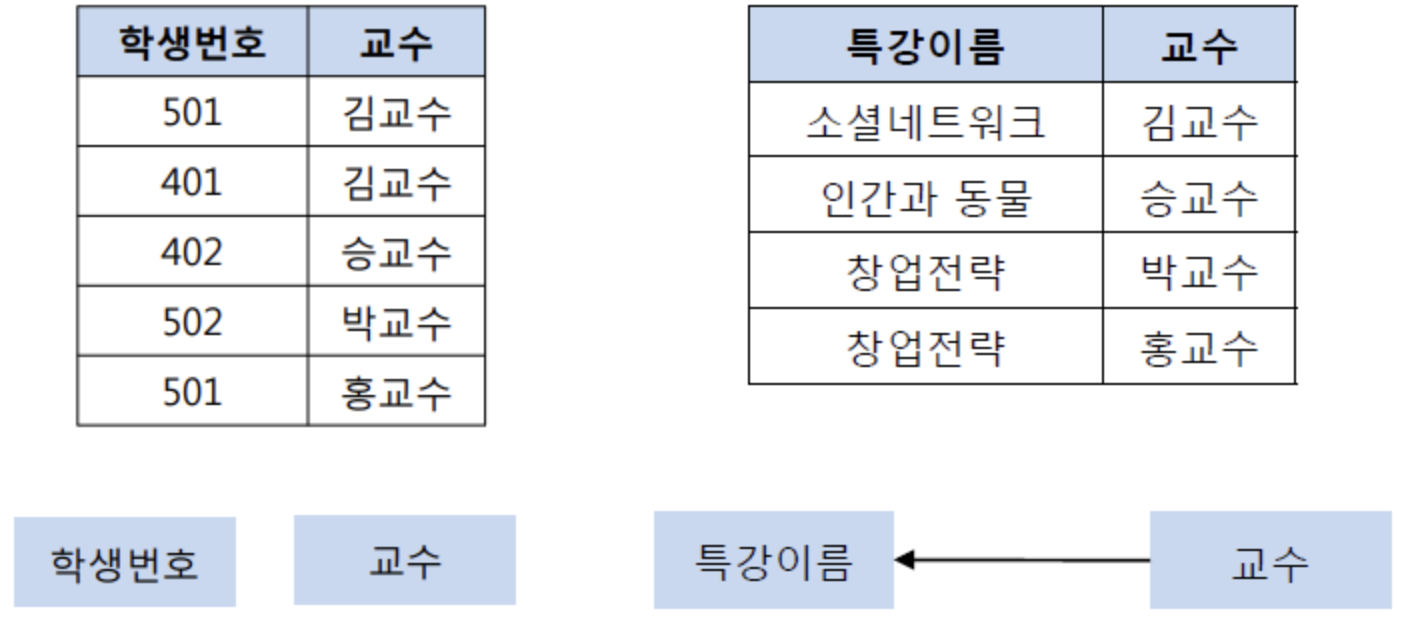 학생번호 교수
501 김교수
401 김교수
402 승교수
502 박교수
501 홍교수
특강이름 교수
소셜네트워크 김교수
인간과 동물 승교수
창업전략 박교수
창업전략 홍교수
학생번호 교수 특강이름 교수